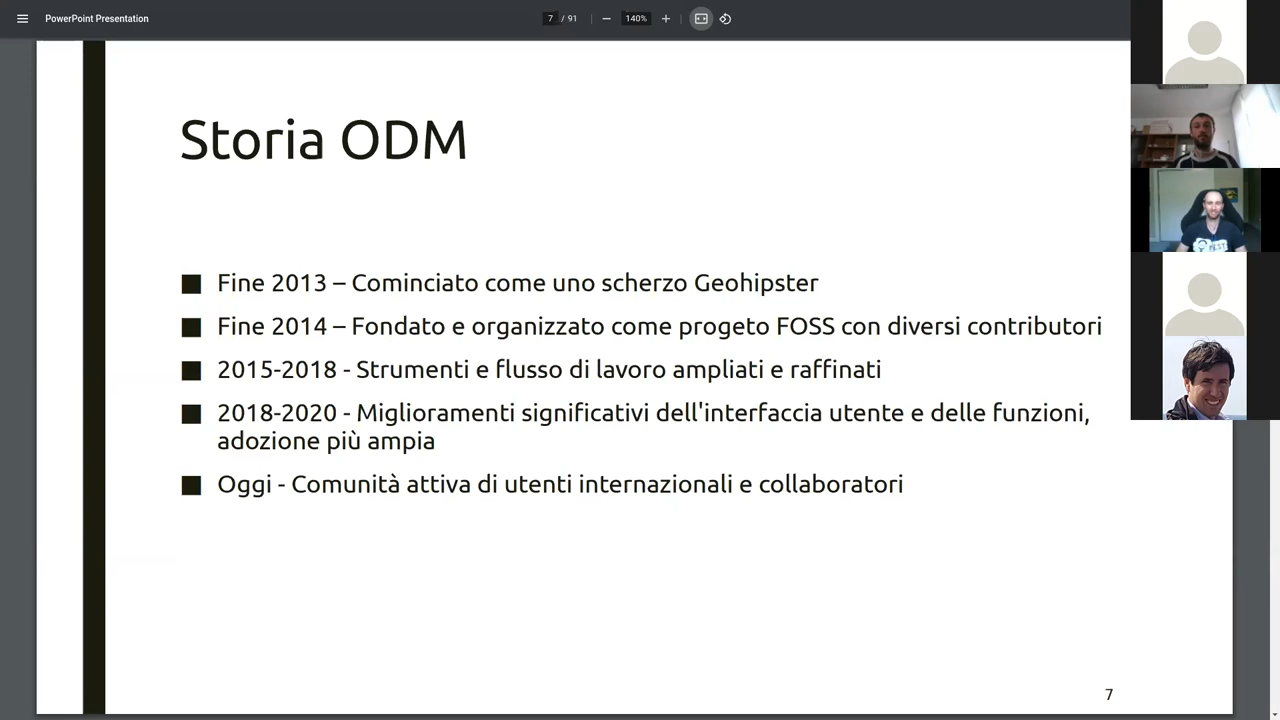 PowerPoint Presentation
7 / 91
140%
Storia ODM
Fine 2013 – Cominciato come uno scherzo Geohipster
Fine 2014 – Fondato e organizzato come progeto FOSS con diversi contributori
2015-2018 - Strumenti e flusso di lavoro ampliati e raffinati
2018-2020 - Miglioramenti significativi dell'interfaccia utente e delle funzioni,
adozione più ampia
Oggi - Comunità attiva di utenti internazionali e collaboratori
7